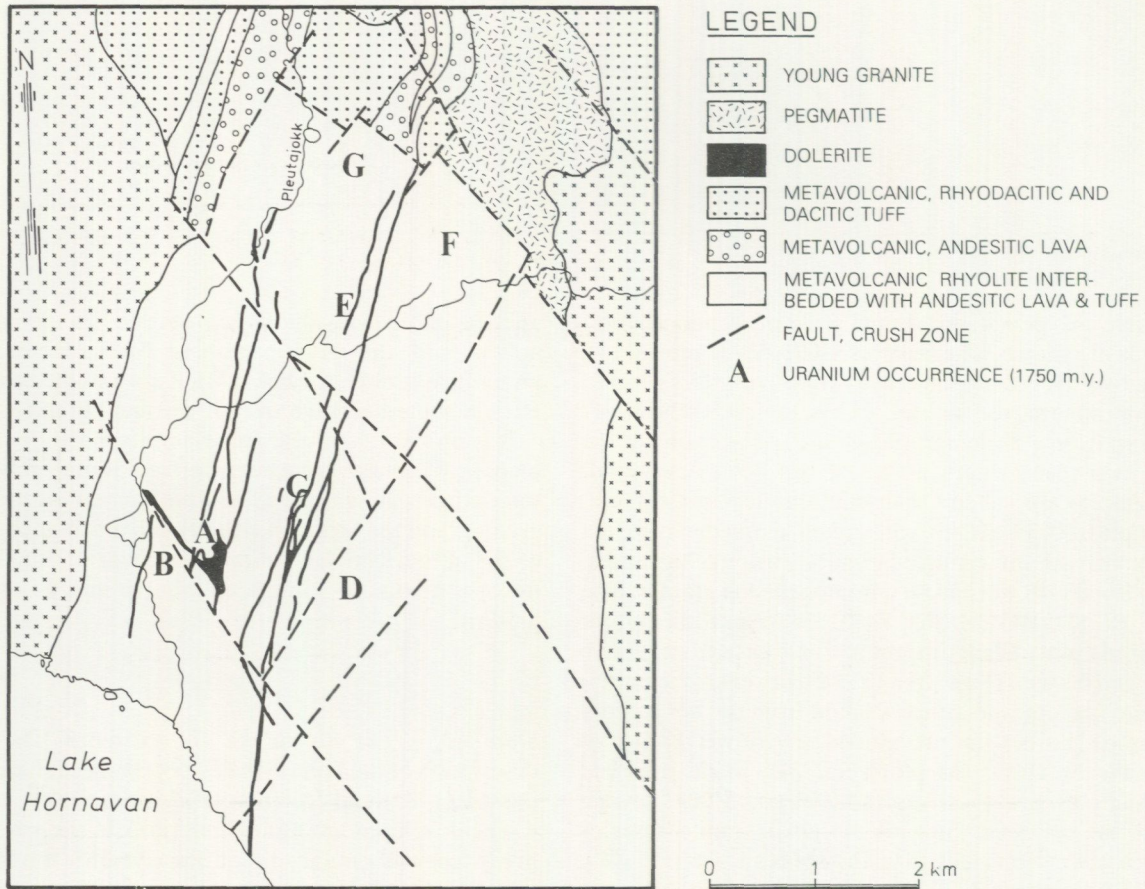 N
Pleutajokk
G
F
E
C
A
B
D
Lake
Hornavan
LEGEND
YOUNG GRANITE
PEGMATITE
DOLERITE
METAVOLCANIC, RHYODACITIC AND
DACITIC TUFF
METAVOLCANIC, ANDESITIC LAVA
METAVOLCANIC RHYOLITE INTER-
BEDDED WITH ANDESITIC LAVA & TUFF
FAULT, CRUSH ZONE
A URANIUM OCCURRENCE (1750 m.y.)
0 1 2 km